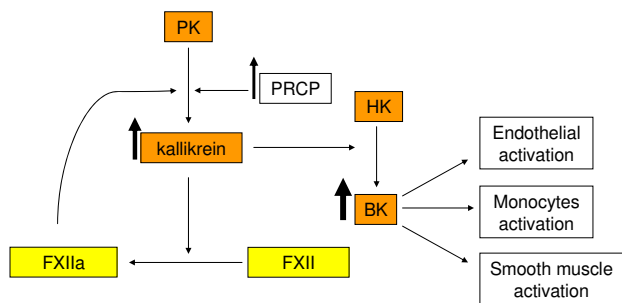 PK
PRCP
HK
kallikrein
Endothelial
activation
BK
Monocytes
activation
FXIIa
FXII
Smooth muscle
activation